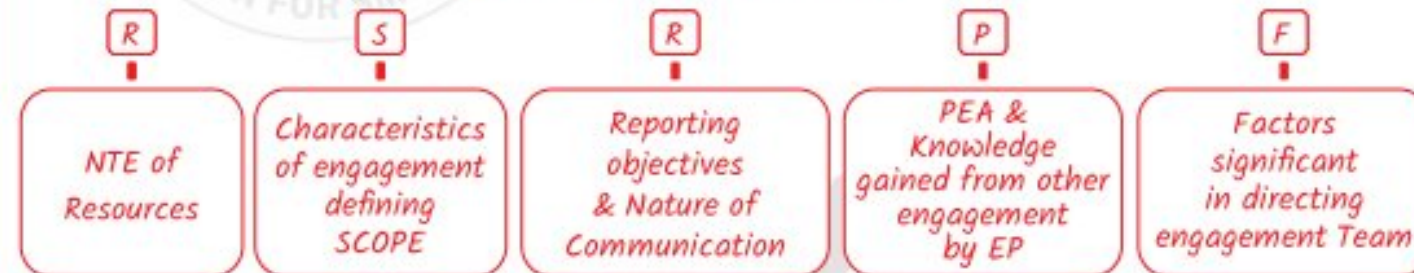 R
NTE of
Resources
S
Characteristics
of engagement
defining
SCOPE
R
Reporting
objectives
& Nature of
Communication
P
PEA &
Knowledge
gained from other
engagement
by EP
F
Factors
significant
in directing
engagement Team